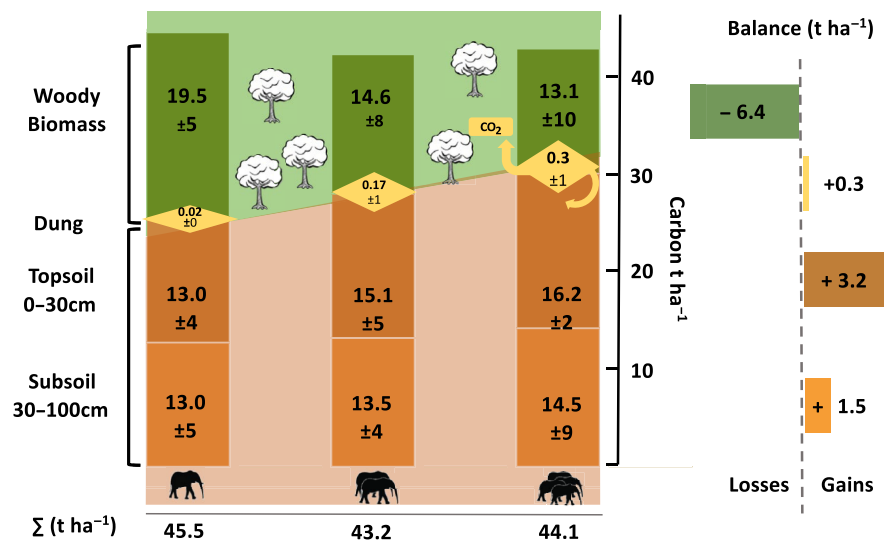 Balance (t ha⁻¹)
Woody
Biomass
19.5
±5
14.6
±8
13.1
±10
CO₂
40
− 6.4
0.3
±1
30
+0.3
0.17
±1
0.02
±0
Dung
Carbon t ha⁻¹
Topsoil
0–30cm
13.0
±4
15.1
±5
16.2
±2
20
+ 3.2
10
Subsoil
30–100cm
13.0
±5
13.5
±4
14.5
±9
+ 1.5
0
Losses
Gains
∑ (t ha⁻¹)
45.5
43.2
44.1